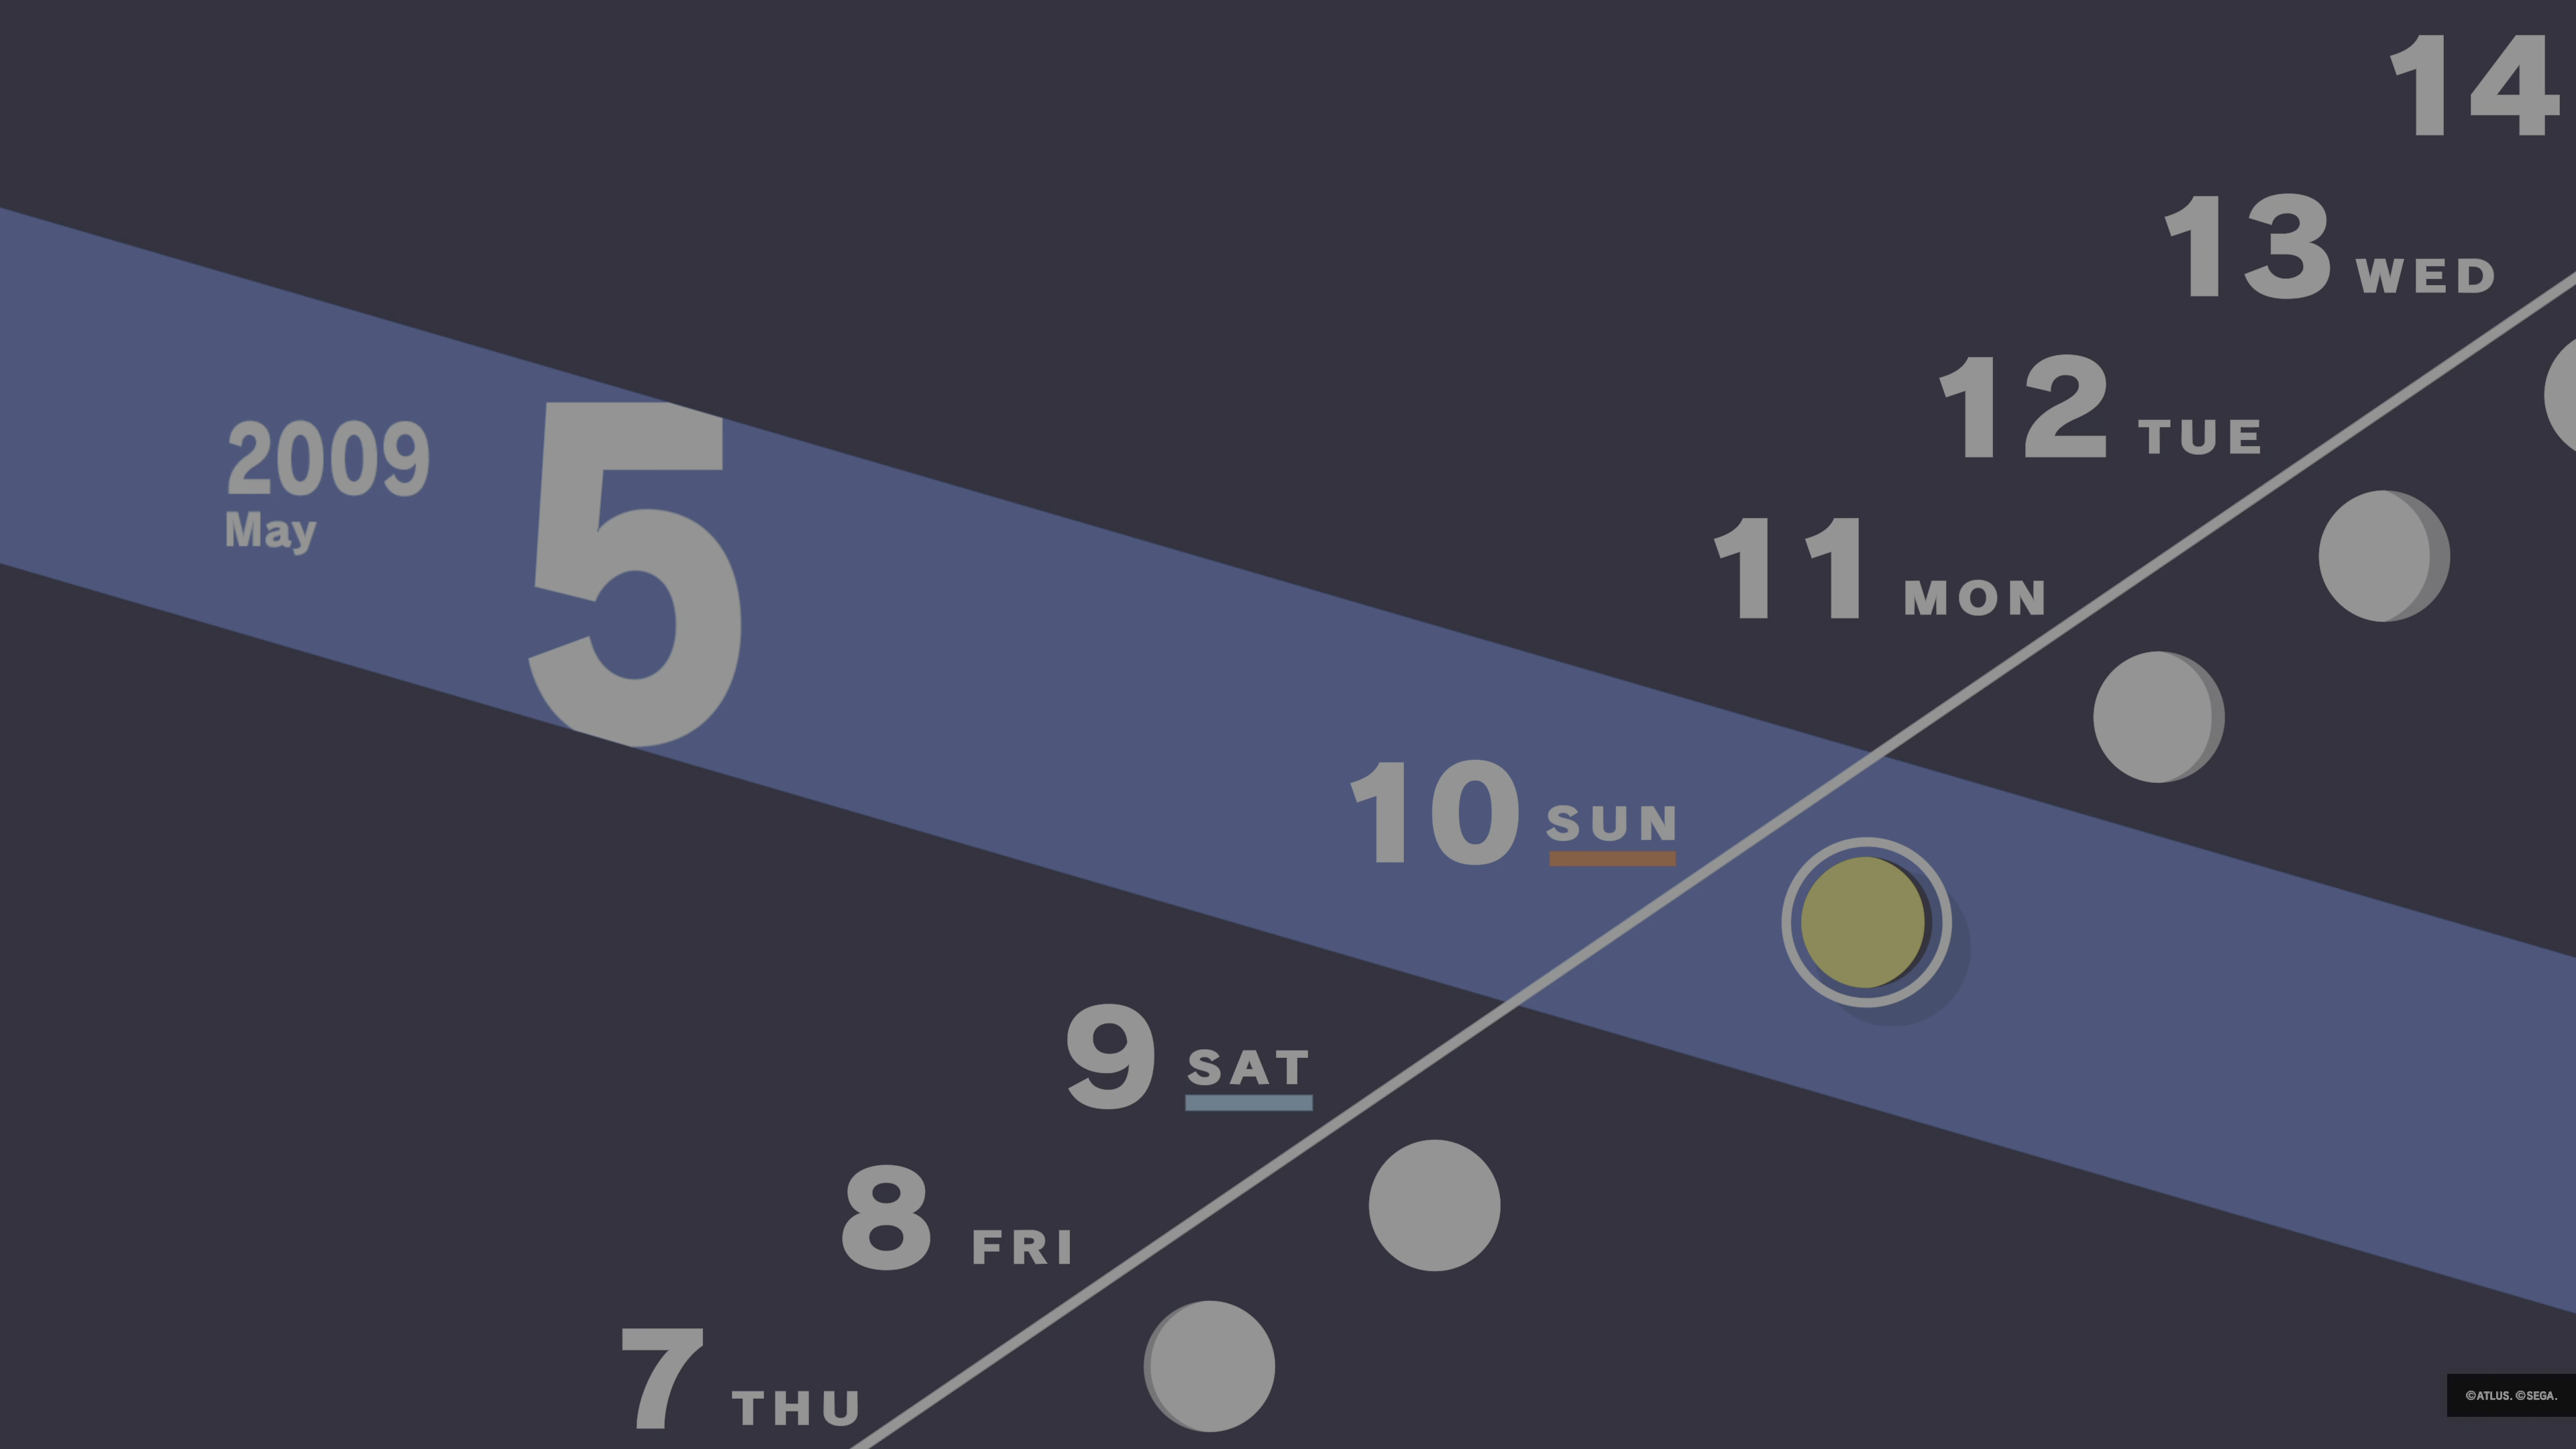 2009
May
5
14
13 WED
12 TUE
11 MON
10 SUN
9 SAT
8 FRI
7 THU
©ATLUS. ©SEGA.